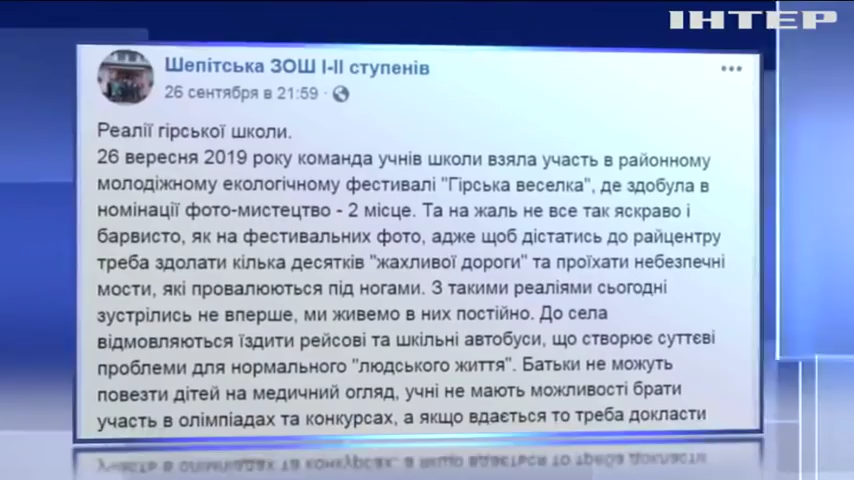 ІНТЕР
Шепітська ЗОШ І-ІІ ступенів
26 сентября в 21:59 ·
Реалії гірської школи.
26 вересня 2019 року команда учнів школи взяла участь в районному
молодіжному екологічному фестивалі "Гірська веселка", де здобула в
номінації фото-мистецтво - 2 місце. Та на жаль не все так яскраво і
барвисто, як на фестивальних фото, адже щоб дістатись до райцентру
треба здолати кілька десятків "жахливої дороги" та проїхати небезпечні
мости, які провалюються під ногами. З такими реаліями сьогодні
зустрілись не вперше, ми живемо в них постійно. До села
відмовляються їздити рейсові та шкільні автобуси, що створює суттєві
проблеми для нормального "людського життя". Батьки не можуть
повезти дітей на медичний огляд, учні не мають можливості брати
участь в олімпіадах та конкурсах, а якщо вдається то треба докласти